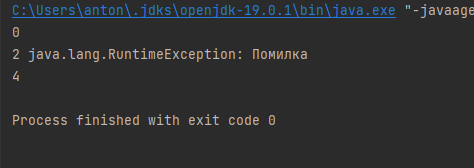 C:\Users\anton\.jdks\openjdk-19.0.1\bin\java.exe "-javaage
0
2 java.lang.RuntimeException: Помилка
4
Process finished with exit code 0